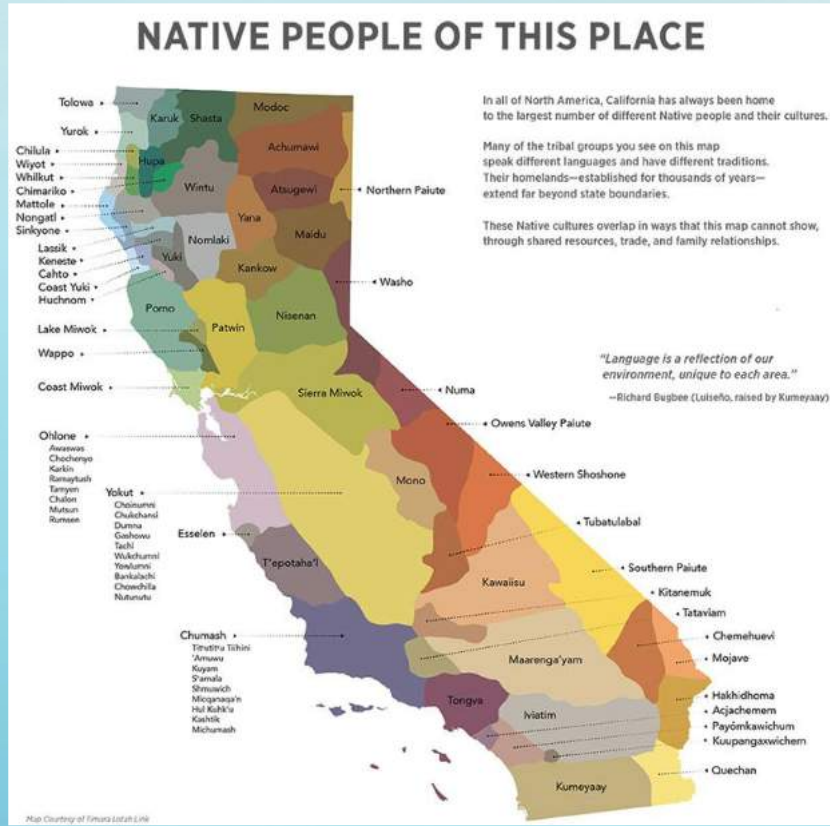 NATIVE PEOPLE OF THIS PLACE
In all of North America, California has always been home
to the largest number of different Native people and their cultures.
Many of the tribal groups you see on this map
speak different languages and have different traditions.
Their homelands—established for thousands of years—
extend far beyond state boundaries.
These Native cultures overlap in ways that this map cannot show,
through shared resources, trade, and family relationships.
"Language is a reflection of our
environment, unique to each area."
—Richard Bugbee (Luiseño, raised by Kumeyaay)
Tolowa
Yurok
Chilula
Wiyot
Whilkut
Chimariko
Mattole
Nongatl
Sinkyone
Lassik
Keneste
Cahto
Coast Yuki
Huchnom
Lake Miwok
Wappo
Coast Miwok
Ohlone
Awaswas
Chochenyo
Karkin
Ramaytush
Tamyen
Chalon
Mutsun
Rumsen
Yokut
Choinumni
Chukchansi
Dumna
Gashowu
Tachi
Wukchumni
Yowlumni
Bankalachi
Chowchilla
Nutunutu
Esselen
Chumash
'Amuwu
Kuyam
S'amala
Shmuwich
Micqanaqa'n
Kashtik
Michumash
Karuk
Shasta
Modoc
Hupa
Achumawi
Wintu
Atsugewi
Yana
Nomlaki
Yuki
Maidu
Konkow
Pomo
Patwin
Nisenan
Sierra Miwok
Mono
T'epotaha'l
Kawaiisu
Maarenga'yam
Tongva
Iviatim
Kumeyaay
Northern Paiute
Washo
Numa
Owens Valley Paiute
Western Shoshone
Tubatulabal
Southern Paiute
Kitanemuk
Tataviam
Chemehuevi
Mojave
Hakhidhoma
Acjachemem
Payómkawichum
Kuupangaxwichem
Quechan
Map Courtesy of Timara Lotah Link